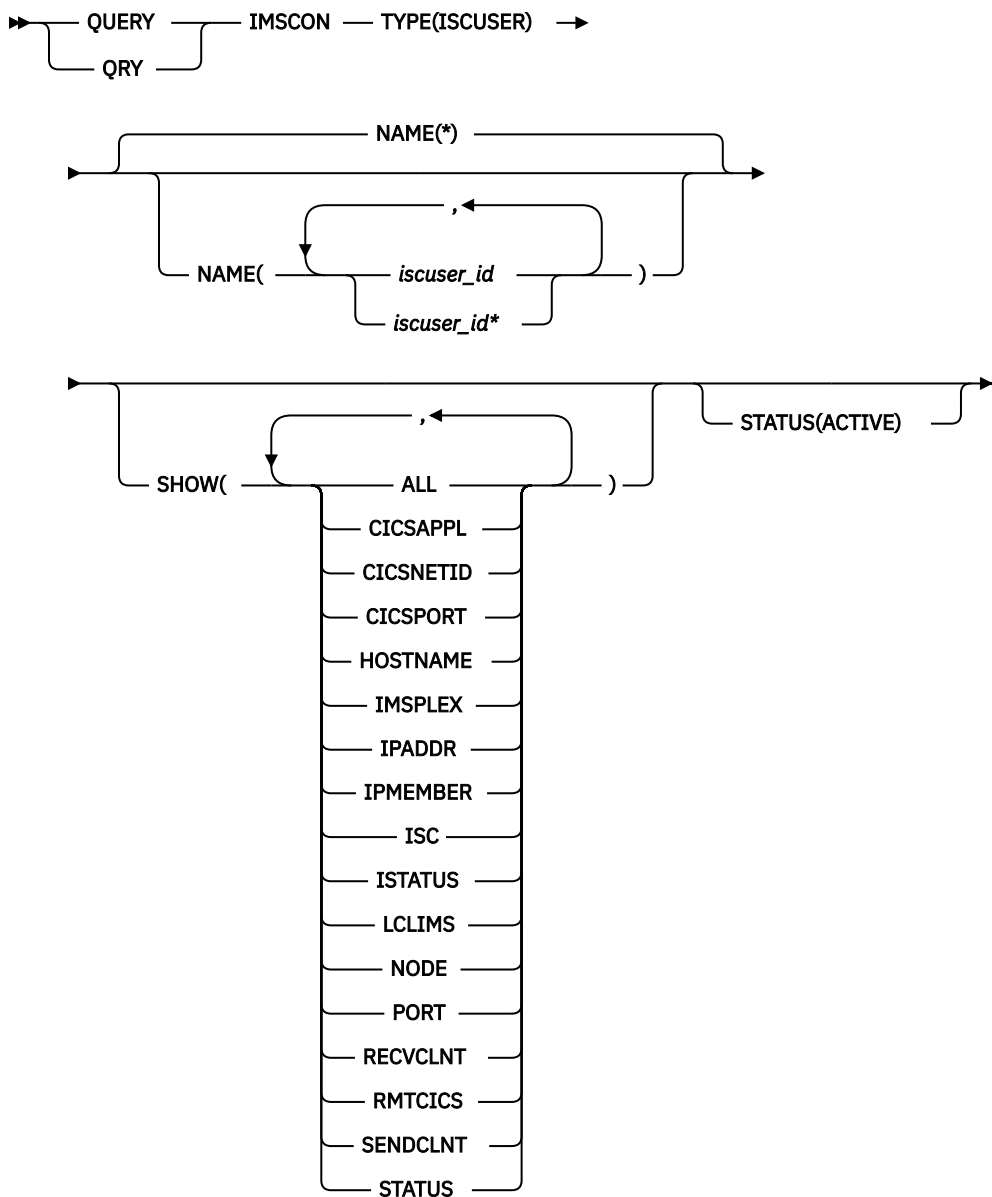 QUERY IMSCON TYPE(ISCUSER)
QRY
NAME(*)
,
NAME( iscuser_id )
iscuser_id*
,
STATUS(ACTIVE)
SHOW( ALL )
CICSAPPL
CICSNETID
CICSPORT
HOSTNAME
IMSPLEX
IPADDR
IPMEMBER
ISC
ISTATUS
LCLIMS
NODE
PORT
RECVCLNT
RMTCICS
SENDCLNT
STATUS